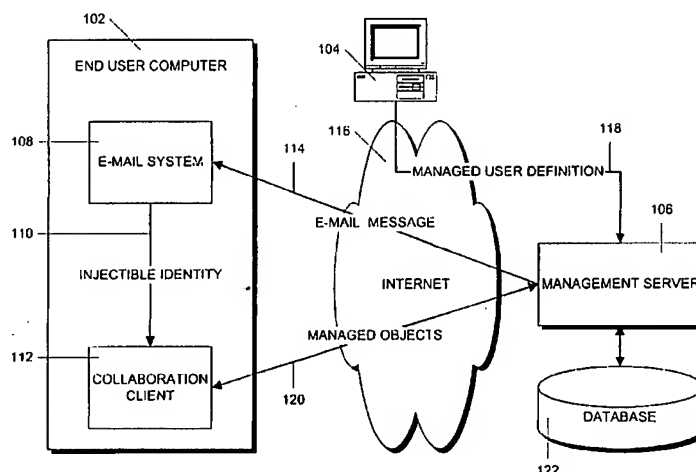 102
END USER COMPUTER
104
108
E-MAIL SYSTEM
114
116
118
MANAGED USER DEFINITION
110
E-MAIL MESSAGE
106
INJECTIBLE IDENTITY
INTERNET
MANAGEMENT SERVER
112
MANAGED OBJECTS
COLLABORATION
CLIENT
120
DATABASE
122